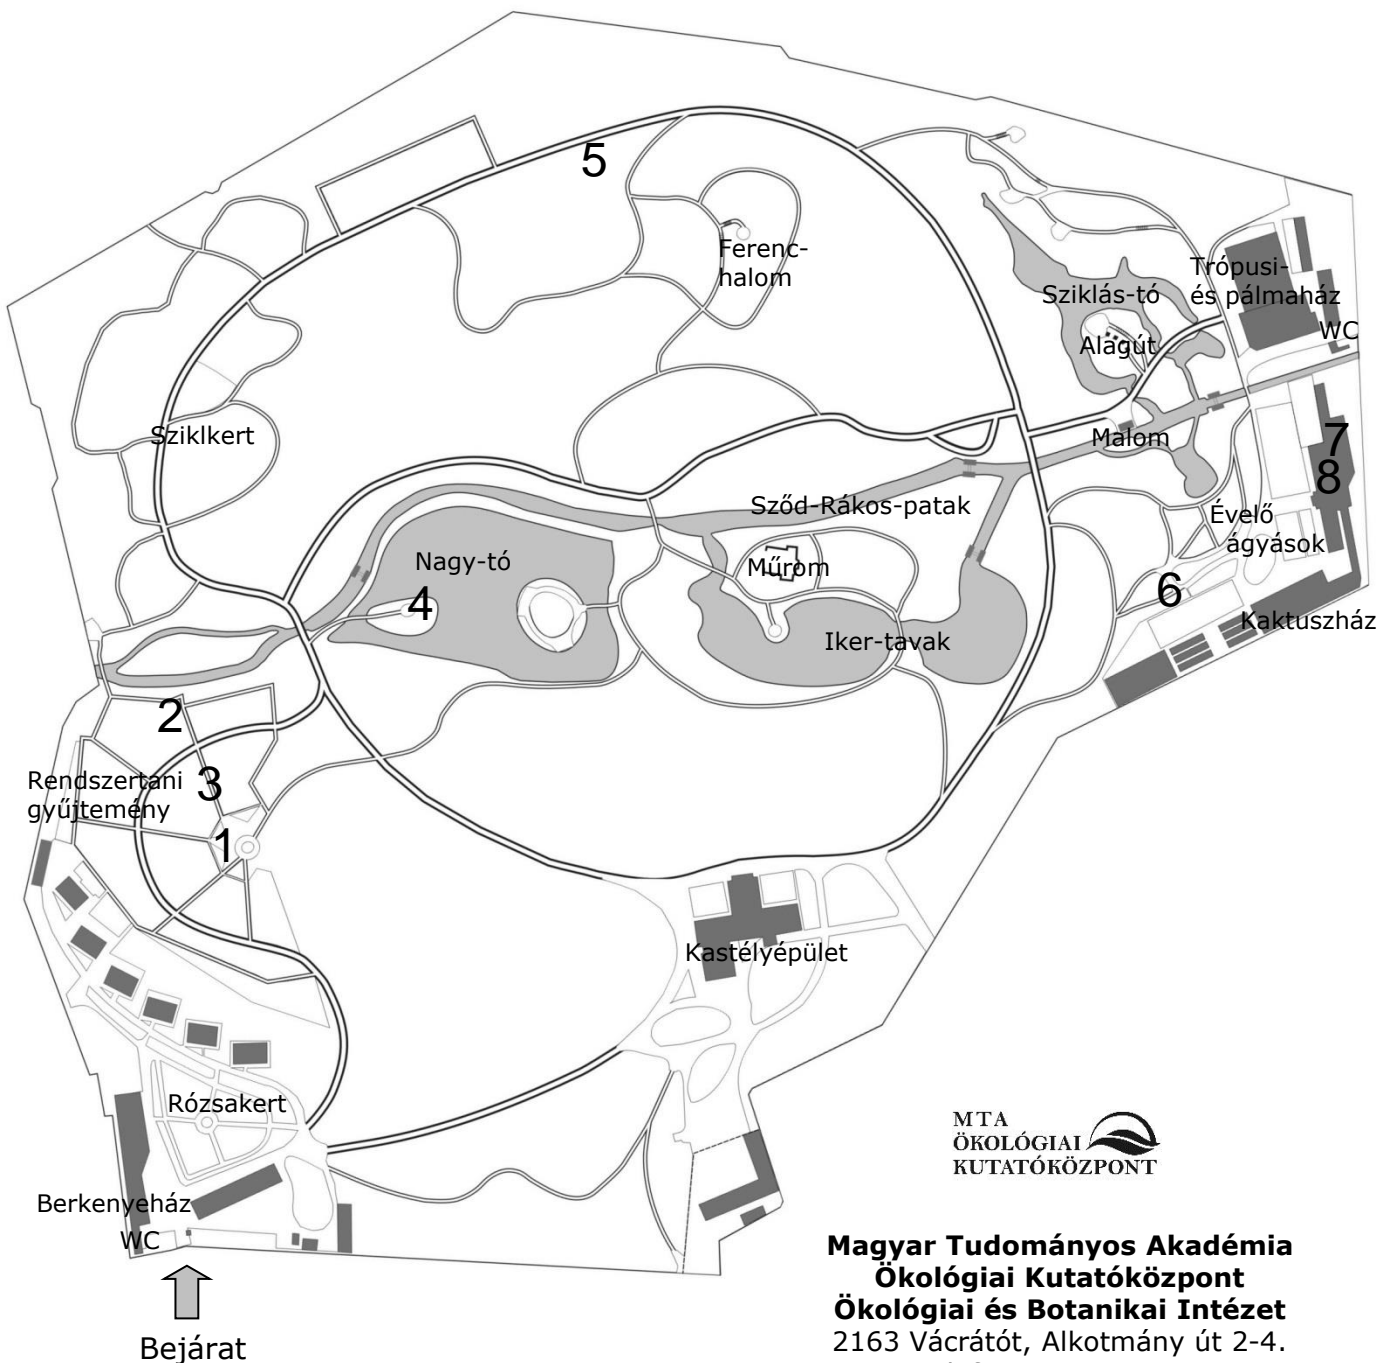 5
Ferenc-
halom
Trópusi-
és pálmaház
Sziklás-tó
WC
Alagút
Malom
7
8
Sziklkert
Sződ-Rákos-patak
Évelő
ágyások
Nagy-tó
Műrom
4
6
Kaktuszház
Iker-tavak
2
Rendszertani
gyűjtemény
3
1
Kastélyépület
Rózsakert
Berkenyeház
WC
Bejárat
MTA
ÖKOLÓGIAI
KUTATÓKÖZPONT
Magyar Tudományos Akadémia
Ökológiai Kutatóközpont
Ökológiai és Botanikai Intézet
2163 Vácrátót, Alkotmány út 2-4.